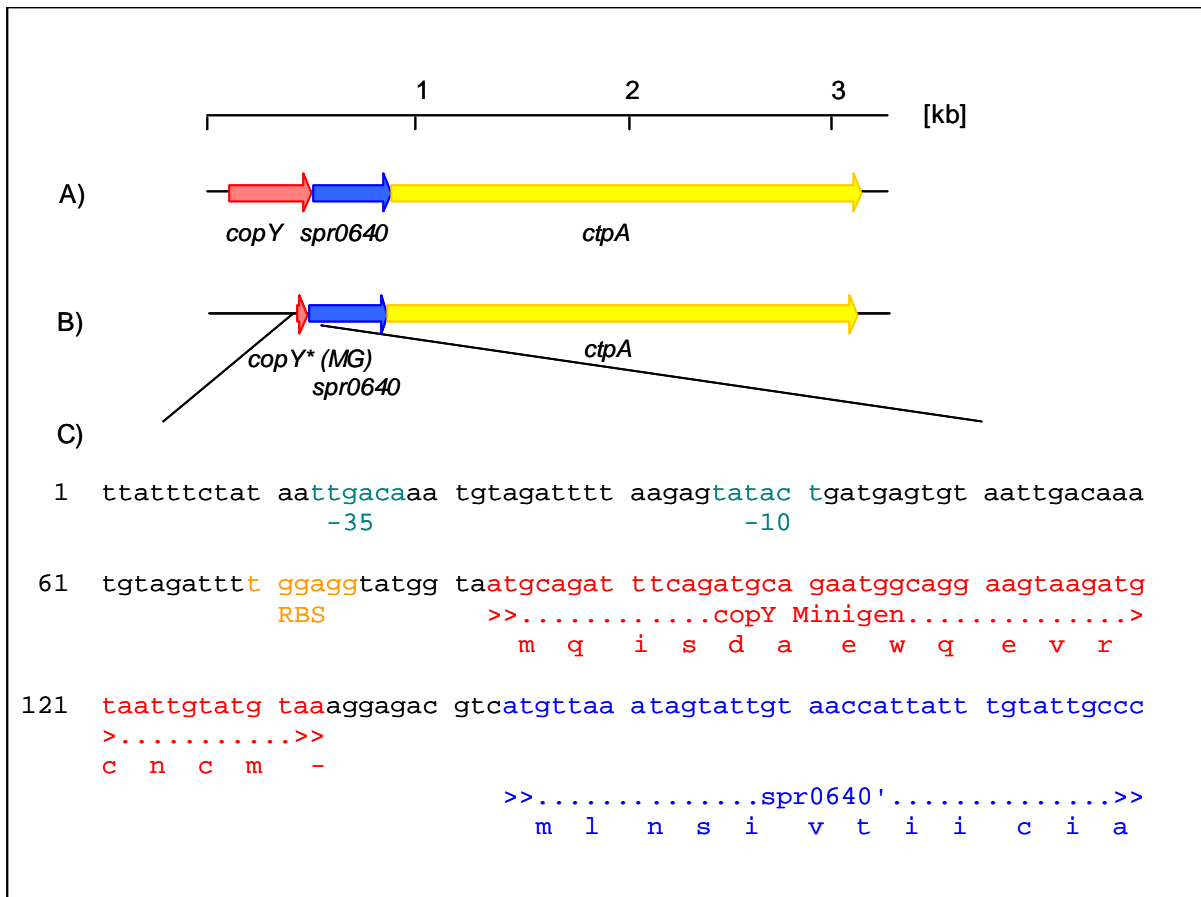 1 2 3 [kb]
A)
copY spr0640 ctpA
B)
copY* (MG) ctpA
spr0640
C)
1 ttatttctat aattgacaaa tgtagatttt aagagtatac tgatgagtgt aattgacaaa
-35 -10
61 tgtagatttt ggaggtatgg taatgcagat ttcagatgca gaatggcagg aagtaagatg
RBS >>............copY Minigen..............>
m q i s d a e w q e v r
121 taattgtatg taaaggagac gtcatgttaa atagtattgt aaccattatt tgtattgccc
>...........>>
c n c m -
>>..............spr0640'..............>>
m l n s i v t i i c i a